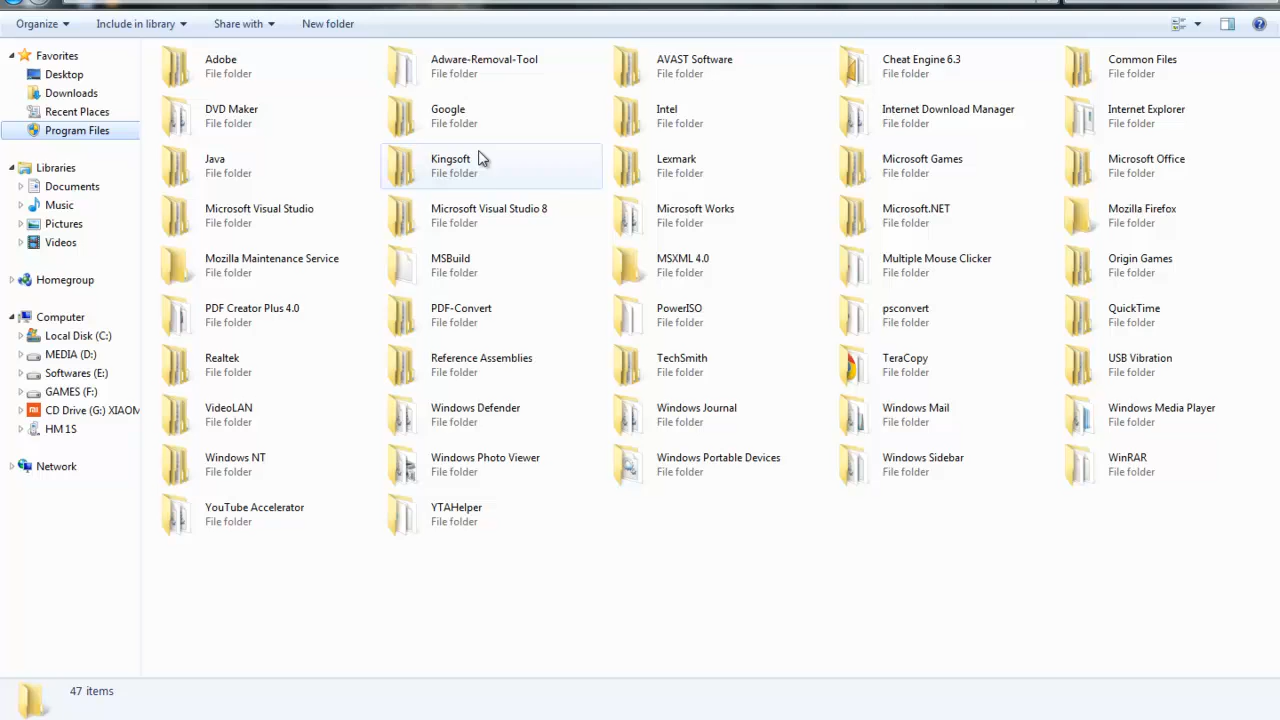 Organize Include in library Share with New folder
Favorites
Desktop
Downloads
Recent Places
Program Files
Libraries
Documents
Music
Pictures
Videos
Homegroup
Computer
Local Disk (C:)
MEDIA (D:)
Softwares (E:)
GAMES (F:)
CD Drive (G:) XIAOM
HM 1S
Network
Adobe Adware-Removal-Tool AVAST Software Cheat Engine 6.3 Common Files
File folder File folder File folder File folder File folder
DVD Maker Google Intel Internet Download Manager Internet Explorer
File folder File folder File folder File folder File folder
Java Kingsoft Lexmark Microsoft Games Microsoft Office
File folder File folder File folder File folder File folder
Microsoft Visual Studio Microsoft Visual Studio 8 Microsoft Works Microsoft.NET Mozilla Firefox
File folder File folder File folder File folder File folder
Mozilla Maintenance Service MSBuild MSXML 4.0 Multiple Mouse Clicker Origin Games
File folder File folder File folder File folder File folder
PDF Creator Plus 4.0 PDF-Convert PowerISO psconvert QuickTime
File folder File folder File folder File folder File folder
Realtek Reference Assemblies TechSmith TeraCopy USB Vibration
File folder File folder File folder File folder File folder
VideoLAN Windows Defender Windows Journal Windows Mail Windows Media Player
File folder File folder File folder File folder File folder
Windows NT Windows Photo Viewer Windows Portable Devices Windows Sidebar WinRAR
File folder File folder File folder File folder File folder
YouTube Accelerator YTAHelper
File folder File folder
47 items